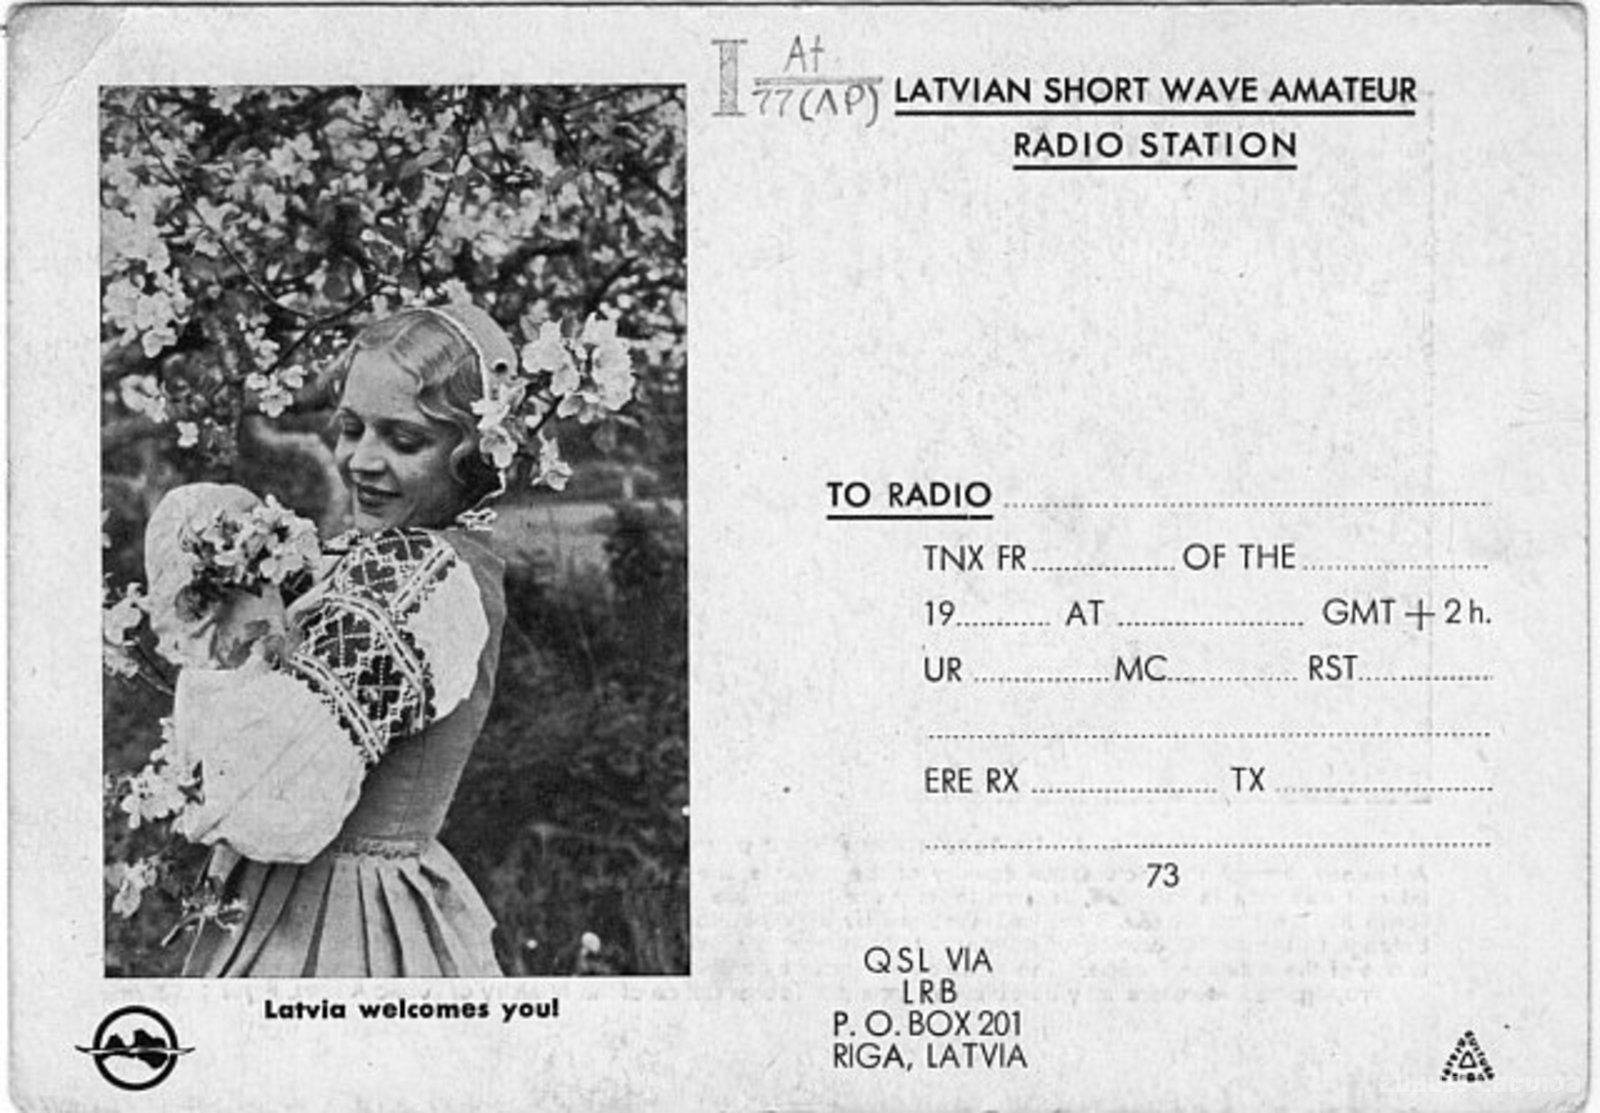 I At
77(AP)
LATVIAN SHORT WAVE AMATEUR
RADIO STATION
TO RADIO
TNX FR OF THE
19 AT GMT + 2 h.
UR MC RST
ERE RX TX
73
QSL VIA
LRB
P. O. BOX 201
RIGA, LATVIA
Latvia welcomes you!